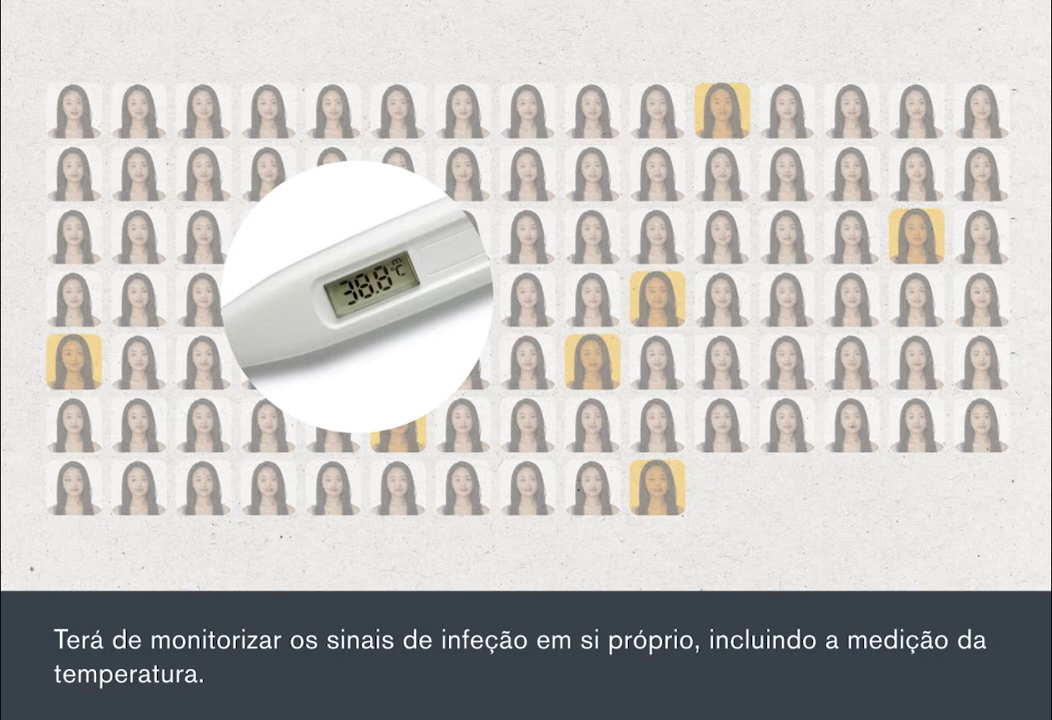 38.8 °C
Terá de monitorizar os sinais de infeção em si próprio, incluindo a medição da
temperatura.